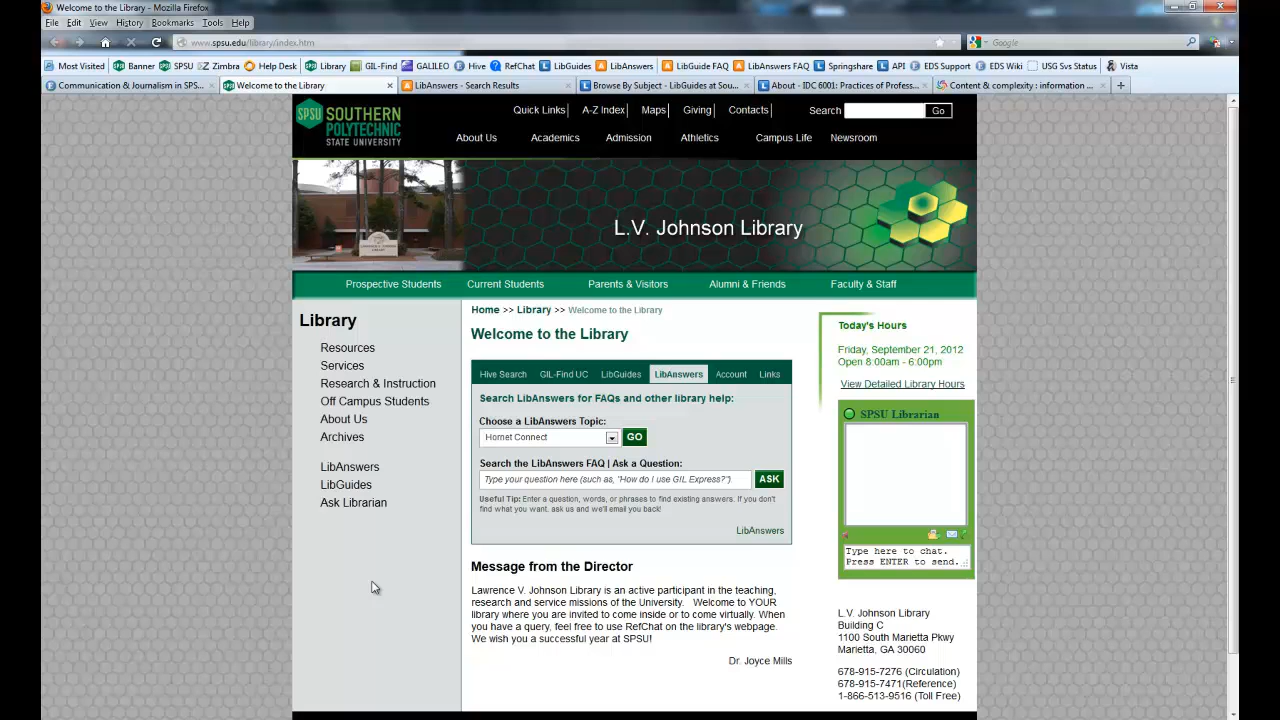 Welcome to the Library - Mozilla Firefox
File Edit View History Bookmarks Tools Help
www.spsu.edu/library/index.htm
Google
Most Visited Banner SPSU Zimbra Help Desk Library GIL-Find GALILEO Hive RefChat LibGuides LibAnswers LibGuide FAQ LibAnswers FAQ Springshare API EDS Support EDS Wiki USG Svs Status Vista
Communication & Journalism in SPS... Welcome to the Library LibAnswers - Search Results Browse By Subject - LibGuides at Sou... About - IDC 6001: Practices of Profess... Content & complexity : information ...
SPSU SOUTHERN
POLYTECHNIC
STATE UNIVERSITY
Quick Links| A-Z Index| Maps| Giving| Contacts| Search Go
About Us Academics Admission Athletics Campus Life Newsroom
L.V. Johnson Library
Prospective Students Current Students Parents & Visitors Alumni & Friends Faculty & Staff
Library
Resources
Services
Research & Instruction
Off Campus Students
About Us
Archives
LibAnswers
LibGuides
Ask Librarian
Home >> Library >> Welcome to the Library
Welcome to the Library
Hive Search GIL-Find UC LibGuides LibAnswers Account Links
Search LibAnswers for FAQs and other library help:
Choose a LibAnswers Topic:
Hornet Connect GO
Search the LibAnswers FAQ | Ask a Question:
Type your question here (such as, "How do I use GIL Express?") ASK
Useful Tip: Enter a question, words, or phrases to find existing answers. If you don't
find what you want, ask us and we'll email you back!
LibAnswers
Message from the Director
Lawrence V. Johnson Library is an active participant in the teaching,
research and service missions of the University. Welcome to YOUR
library where you are invited to come inside or to come virtually. When
you have a query, feel free to use RefChat on the library's webpage.
We wish you a successful year at SPSU!
Dr. Joyce Mills
Today's Hours
Friday, September 21, 2012
Open 8:00am - 6:00pm
View Detailed Library Hours
SPSU Librarian
Type here to chat.
Press ENTER to send.
L.V. Johnson Library
Building C
1100 South Marietta Pkwy
Marietta, GA 30060
678-915-7276 (Circulation)
678-915-7471(Reference)
1-866-513-9516 (Toll Free)